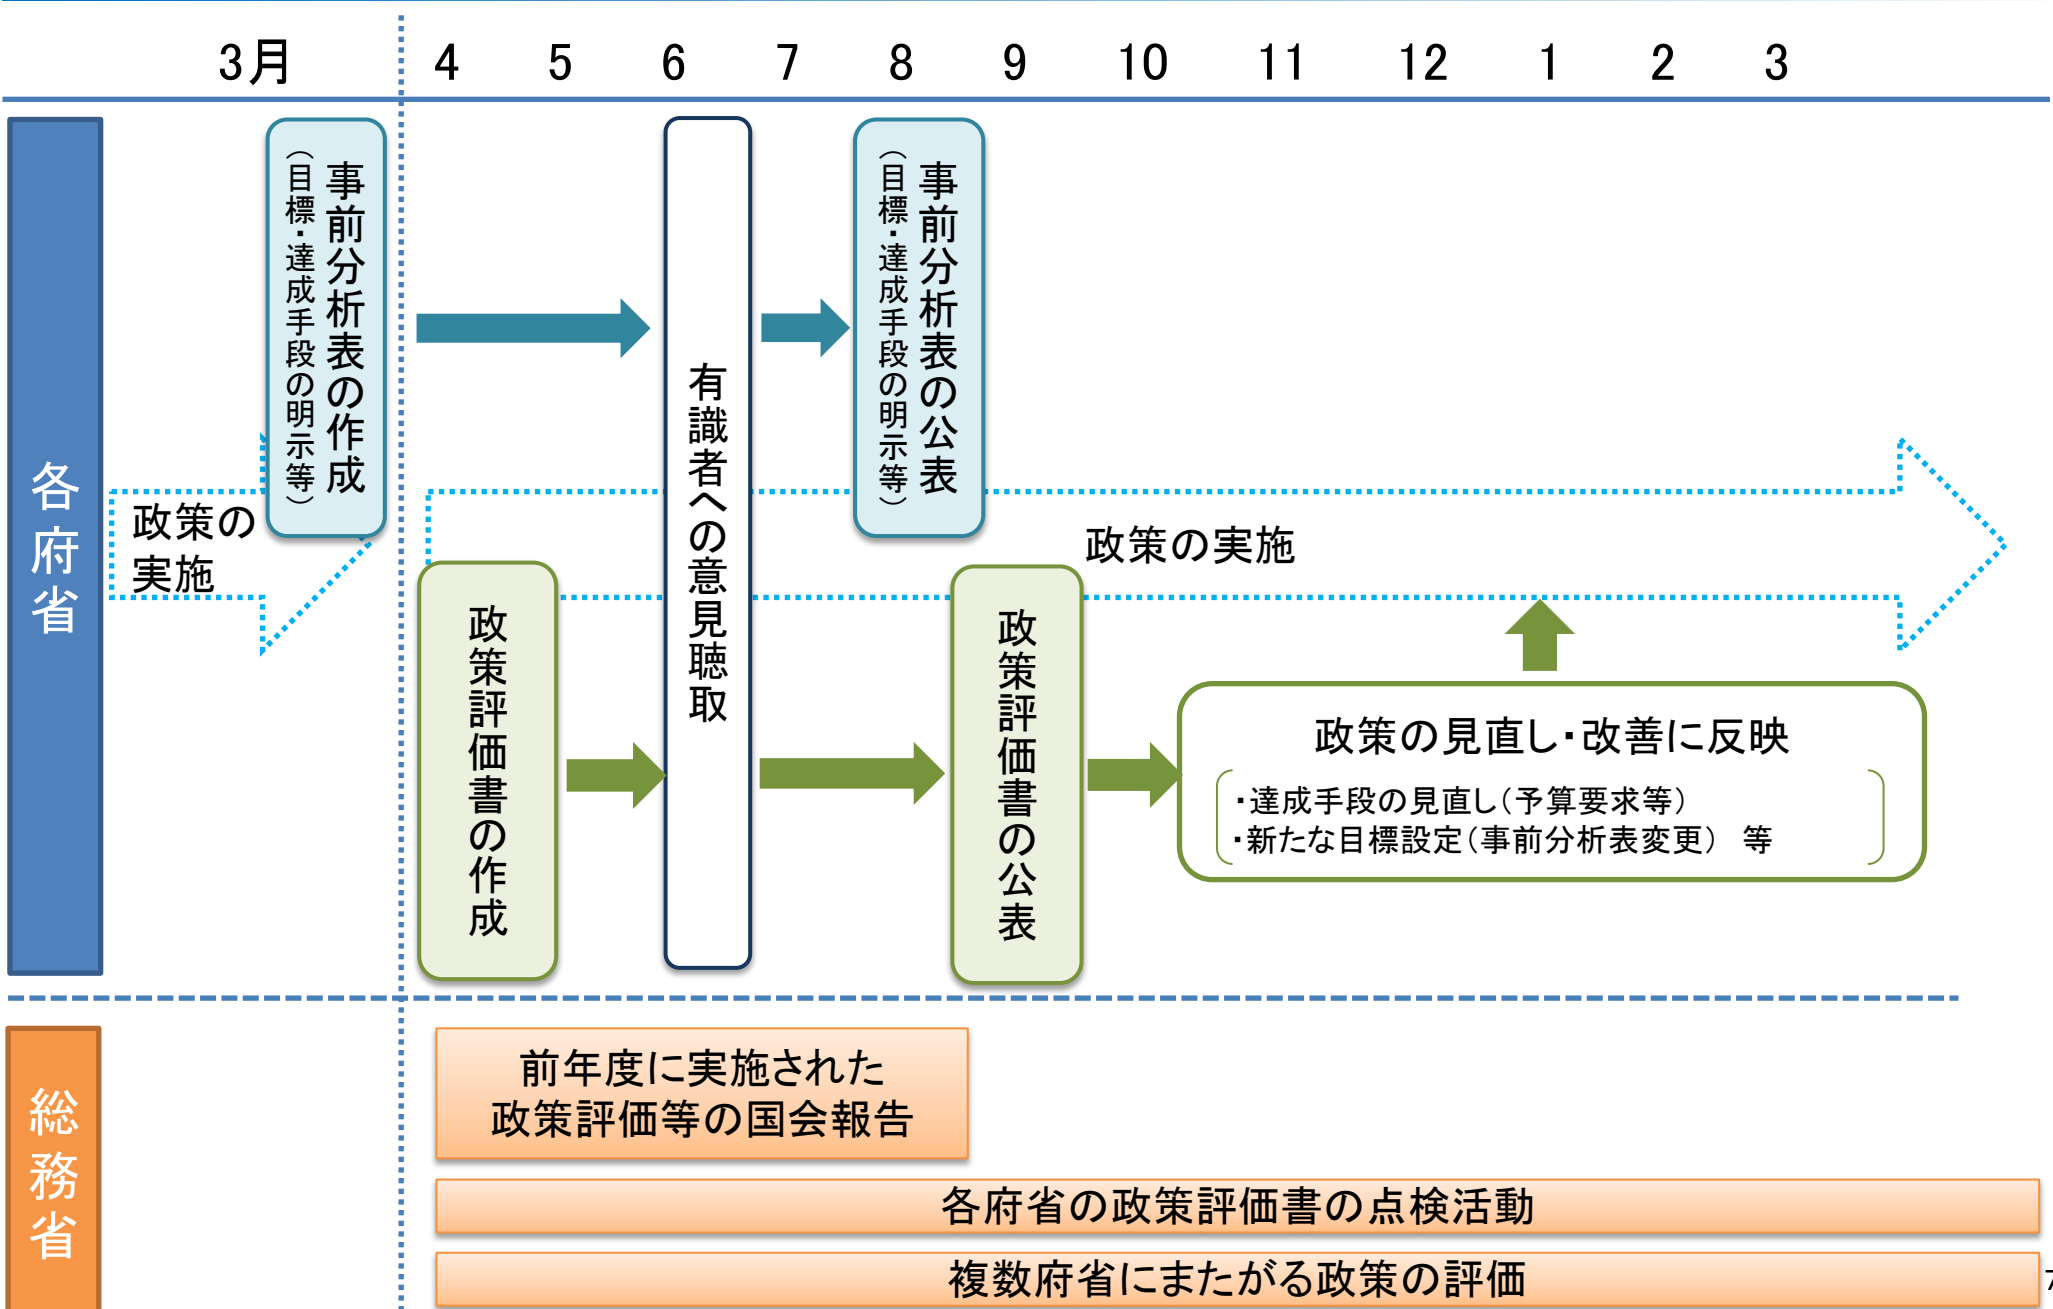 3月 4 5 6 7 8 9 10 11 12 1 2 3
各府省
事前分析表の作成
（目標・達成手段の明示等）
政策の
実施
政策評価書の作成
有識者への意見聴取
事前分析表の公表
（目標・達成手段の明示等）
政策の実施
政策評価書の公表
政策の見直し・改善に反映
・達成手段の見直し（予算要求等）
・新たな目標設定（事前分析表変更） 等
総務省
前年度に実施された
政策評価等の国会報告
各府省の政策評価書の点検活動
複数府省にまたがる政策の評価